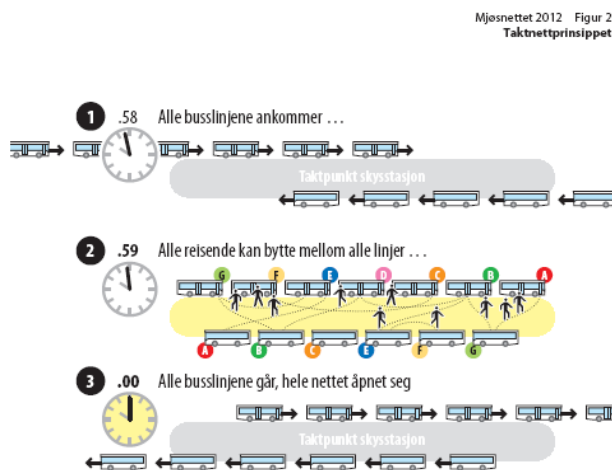 Mjøsnettet 2012 Figur 2
Taktnettprinsippet
1 .58 Alle busslinjene ankommer ...
Taktpunkt skysstasjon
2 .59 Alle reisende kan bytte mellom alle linjer ...
G F E D C B A
A B C E F G
3 .00 Alle busslinjene går, hele nettet åpnet seg
Taktpunkt skysstasjon